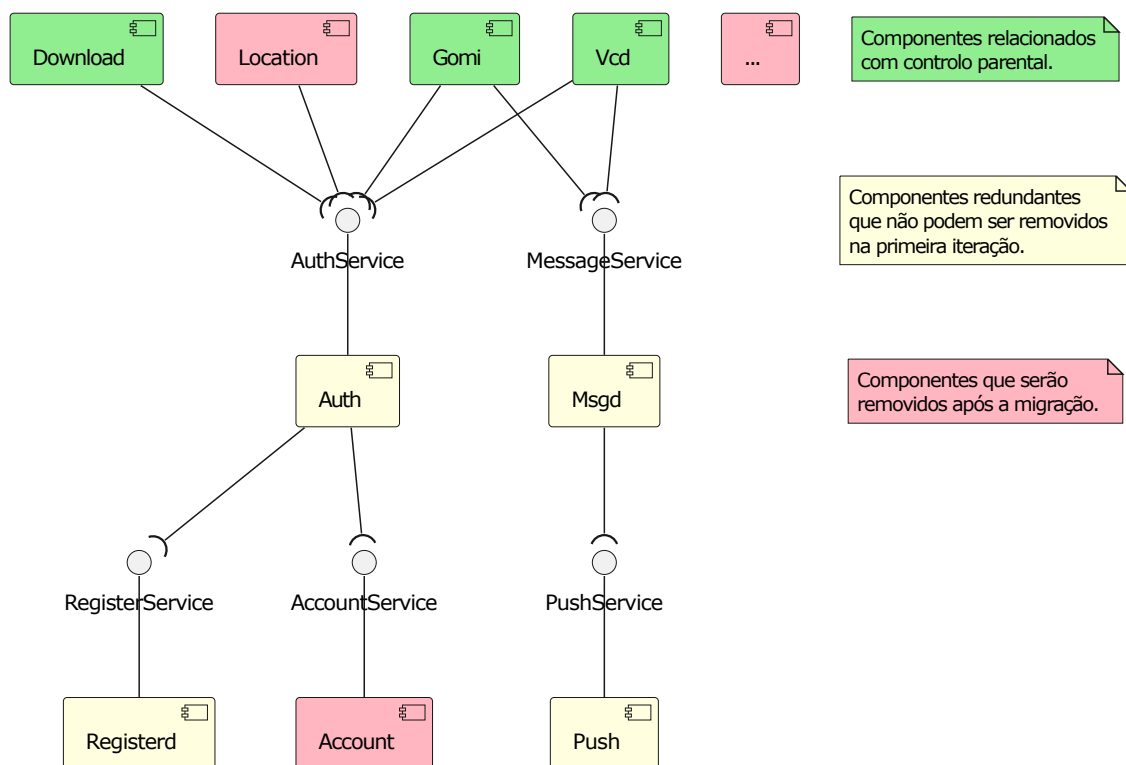 Download
Location
Gomi
Vcd
...
Componentes relacionados
com controlo parental.
Componentes redundantes
que não podem ser removidos
na primeira iteração.
AuthService
MessageService
Auth
Msgd
Componentes que serão
removidos após a migração.
RegisterService
AccountService
PushService
Registerd
Account
Push